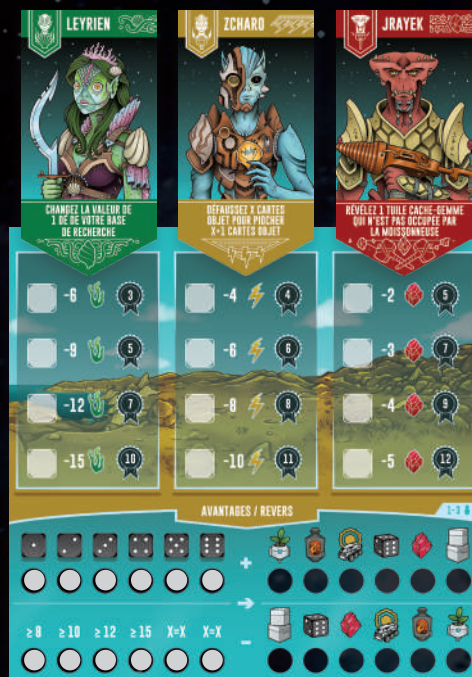 LEYRIEN
CHANGEZ LA VALEUR DE
1 DÉ DE VOTRE BASE
DE RECHERCHE
ZCHARO
DÉFAUSSEZ X CARTES
OBJET POUR PIOCHER
X+1 CARTES OBJET
JRAYEK
RÉVÉLEZ 1 TUILE CACHE-GEMME
QUI N'EST PAS OCCUPÉE PAR
LA MOISSONNEUSE
-6 3
-9 5
-12 7
-15 10
-4 4
-6 6
-8 8
-10 11
-2 5
-3 7
-4 9
-5 12
AVANTAGES / REVERS
1-3
+
≥8 ≥10 ≥12 ≥15 X=X X=X
-